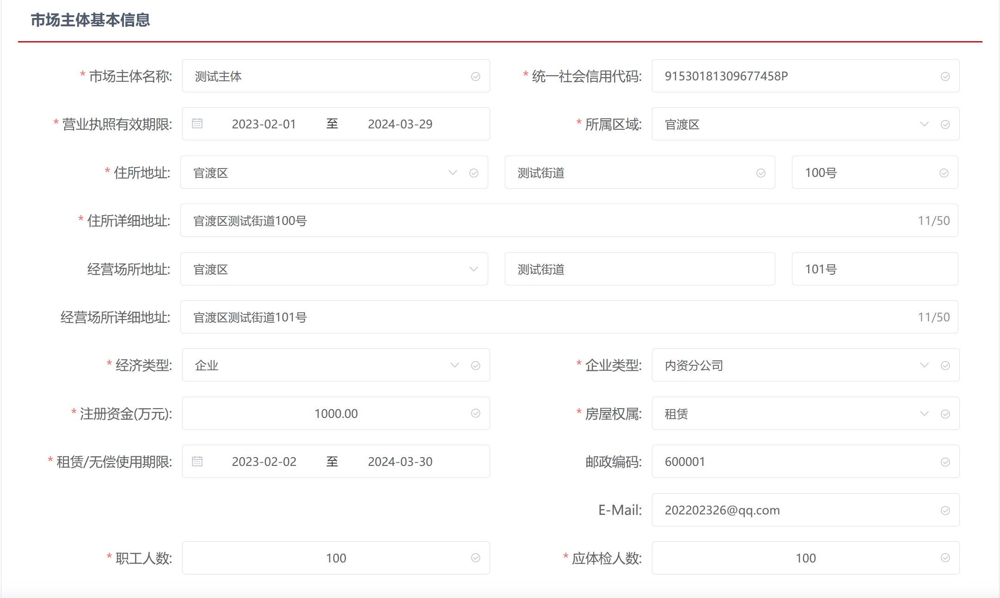 市场主体基本信息
* 市场主体名称: 测试主体 * 统一社会信用代码: 91530181309677458P
* 营业执照有效期限: 2023-02-01 至 2024-03-29 * 所属区域: 官渡区
* 住所地址: 官渡区 测试街道 100号
* 住所详细地址: 官渡区测试街道100号 11/50
经营场所地址: 官渡区 测试街道 101号
经营场所详细地址: 官渡区测试街道101号 11/50
* 经济类型: 企业 * 企业类型: 内资分公司
* 注册资金(万元): 1000.00 * 房屋权属: 租赁
* 租赁/无偿使用期限: 2023-02-02 至 2024-03-30 邮政编码: 600001
E-Mail: 202202326@qq.com
* 职工人数: 100 * 应体检人数: 100